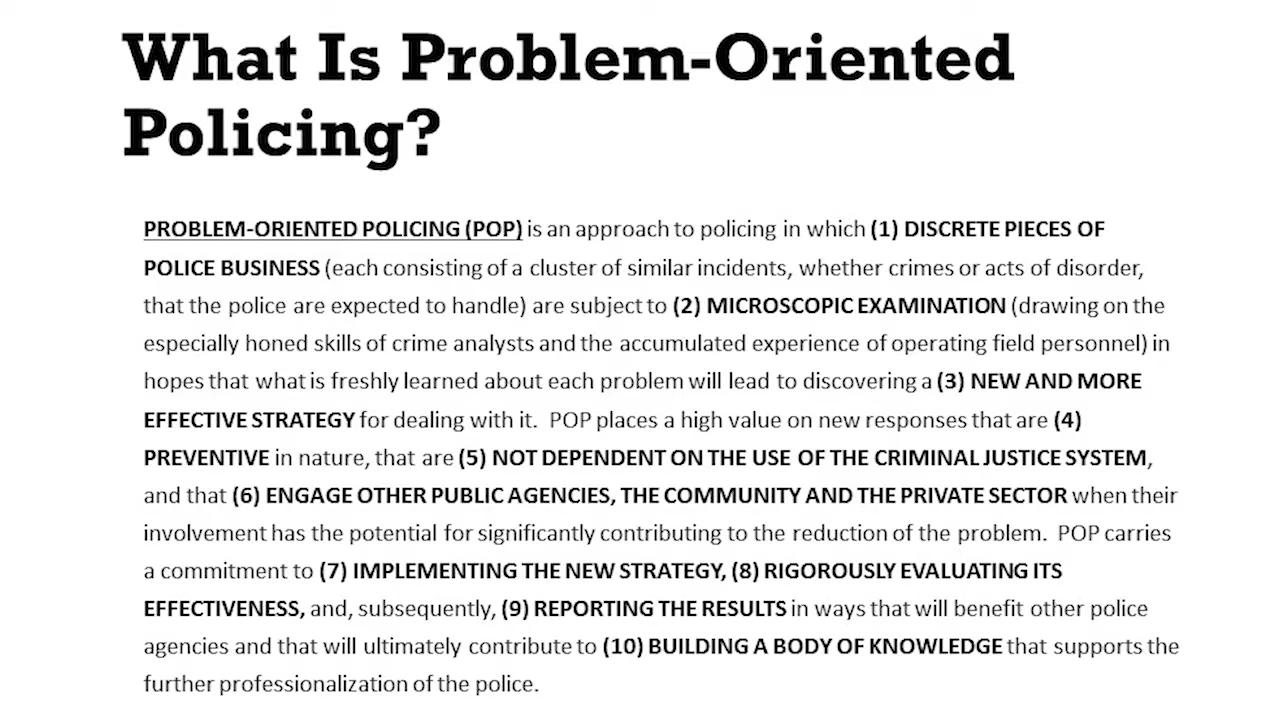 What Is Problem-Oriented
Policing?
PROBLEM-ORIENTED POLICING (POP) is an approach to policing in which (1) DISCRETE PIECES OF
POLICE BUSINESS (each consisting of a cluster of similar incidents, whether crimes or acts of disorder,
that the police are expected to handle) are subject to (2) MICROSCOPIC EXAMINATION (drawing on the
especially honed skills of crime analysts and the accumulated experience of operating field personnel) in
hopes that what is freshly learned about each problem will lead to discovering a (3) NEW AND MORE
EFFECTIVE STRATEGY for dealing with it.  POP places a high value on new responses that are (4)
PREVENTIVE in nature, that are (5) NOT DEPENDENT ON THE USE OF THE CRIMINAL JUSTICE SYSTEM,
and that (6) ENGAGE OTHER PUBLIC AGENCIES, THE COMMUNITY AND THE PRIVATE SECTOR when their
involvement has the potential for significantly contributing to the reduction of the problem.  POP carries
a commitment to (7) IMPLEMENTING THE NEW STRATEGY, (8) RIGOROUSLY EVALUATING ITS
EFFECTIVENESS, and, subsequently, (9) REPORTING THE RESULTS in ways that will benefit other police
agencies and that will ultimately contribute to (10) BUILDING A BODY OF KNOWLEDGE that supports the
further professionalization of the police.